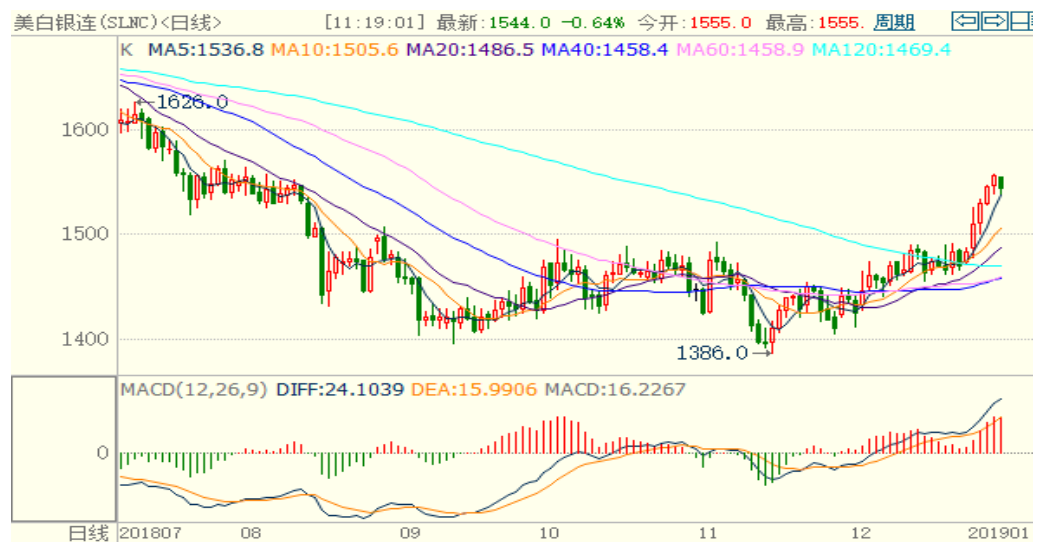 美白银连(SLNC)<日线> [11:19:01] 最新:1544.0 -0.64% 今开:1555.0 最高:1555. 周期
K MA5:1536.8 MA10:1505.6 MA20:1486.5 MA40:1458.4 MA60:1458.9 MA120:1469.4
1626.0
1600
1500
1400
1386.0
MACD(12,26,9) DIFF:24.1039 DEA:15.9906 MACD:16.2267
0
日线 201807 08 09 10 11 12 201901